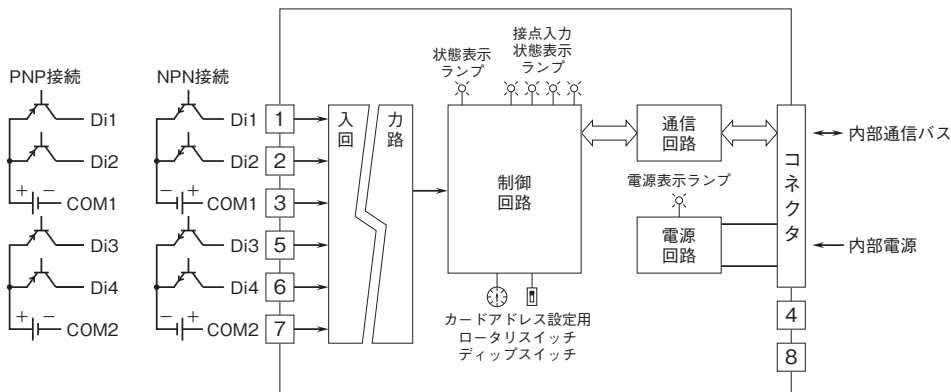 PNP接続
NPN接続
Di1
Di2
+ −
COM1
Di3
Di4
+ −
COM2
Di1
Di2
− +
COM1
Di3
Di4
− +
COM2
1
2
3
5
6
7
入力
回路
状態表示
ランプ
接点入力
状態表示
ランプ
制御
回路
カードアドレス設定用
ロータリスイッチ
ディップスイッチ
通信
回路
電源表示ランプ
電源
回路
コネクタ
内部通信バス
内部電源
4
8